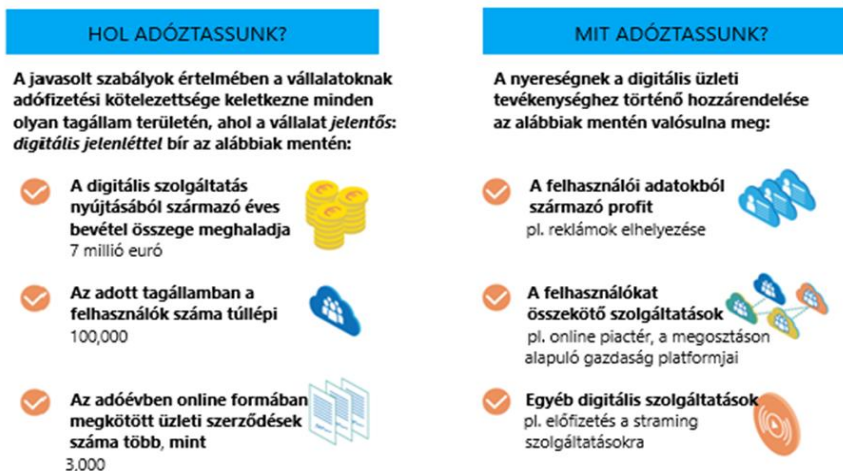 HOL ADÓZTASSUNK?
A javasolt szabályok értelmében a vállalatoknak
adófizetési kötelezettsége keletkezne minden
olyan tagállam területén, ahol a vállalat jelentős:
digitális jelenléttel bír az alábbiak mentén:
A digitális szolgáltatás
nyújtásából származó éves
bevétel összege meghaladja
7 millió euró
Az adott tagállamban a
felhasználók száma túllépi
100,000
Az adóévben online formában
megkötött üzleti szerződések
száma több, mint
3,000
MIT ADÓZTASSUNK?
A nyereségnek a digitális üzleti
tevékenységhez történő hozzárendelése
az alábbiak mentén valósulna meg:
A felhasználói adatokból
származó profit
pl. reklámok elhelyezése
A felhasználókat
összekötő szolgáltatások
pl. online piactér, a megosztáson
alapuló gazdaság platformjai
Egyéb digitális szolgáltatások
pl. előfizetés a straming
szolgáltatásokra